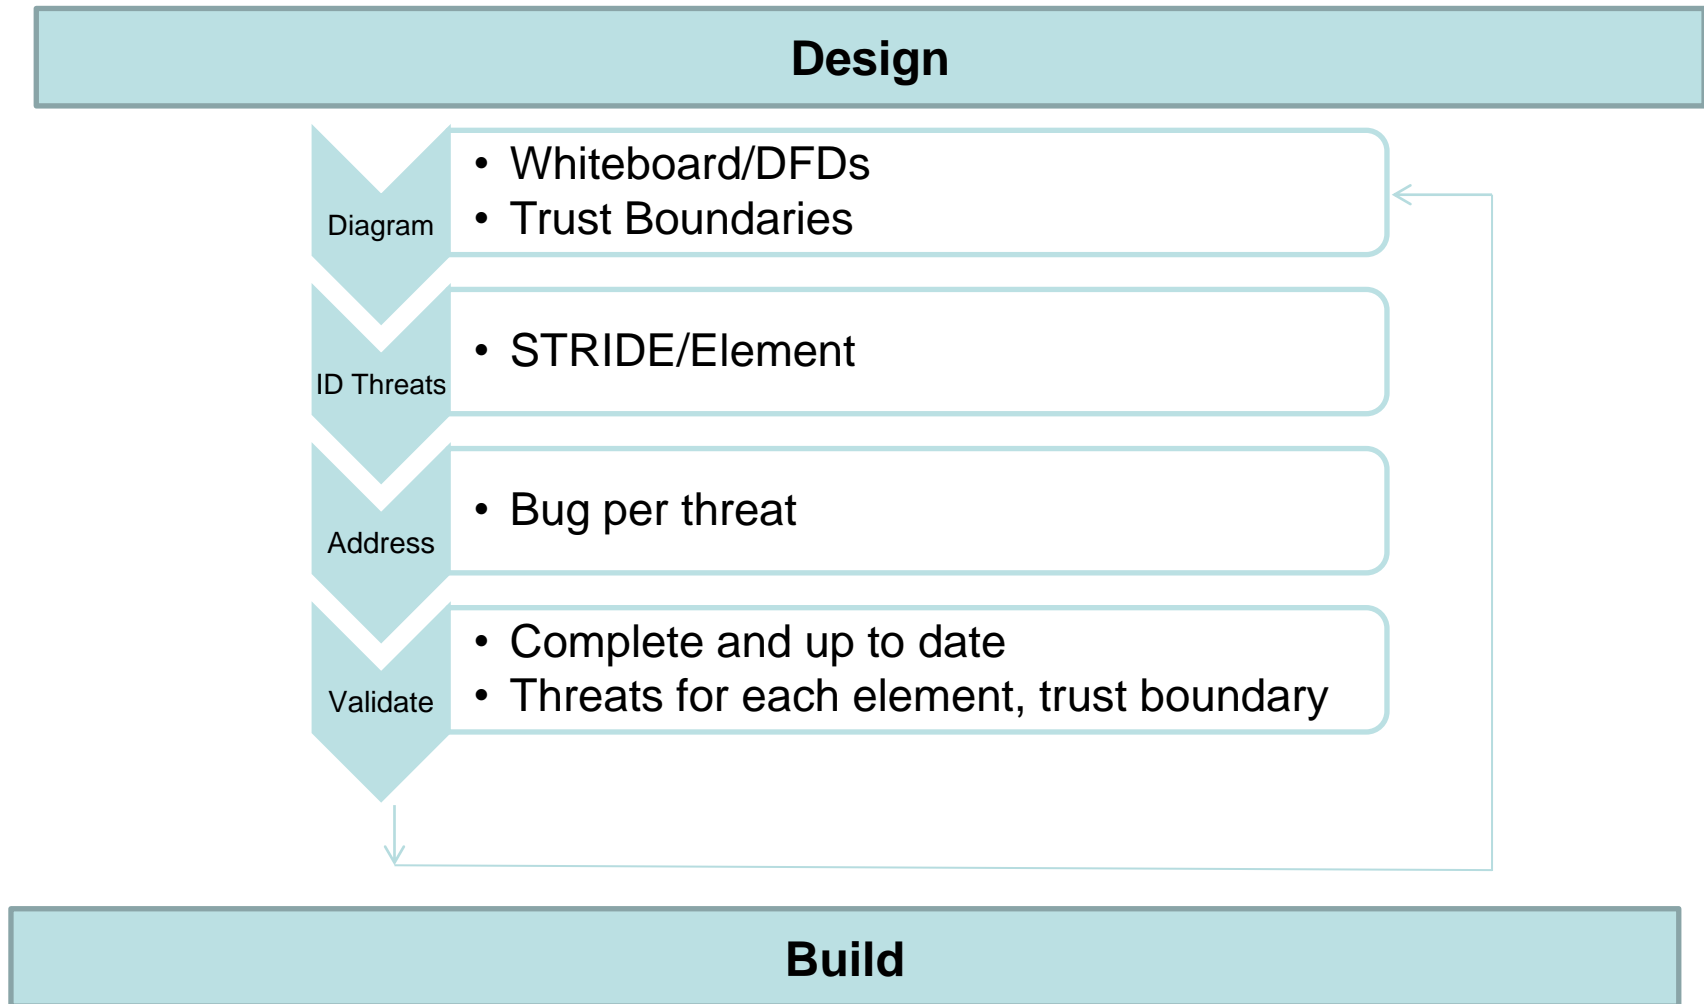 Design
Diagram
• Whiteboard/DFDs
• Trust Boundaries
ID Threats
• STRIDE/Element
Address
• Bug per threat
Validate
• Complete and up to date
• Threats for each element, trust boundary
Build